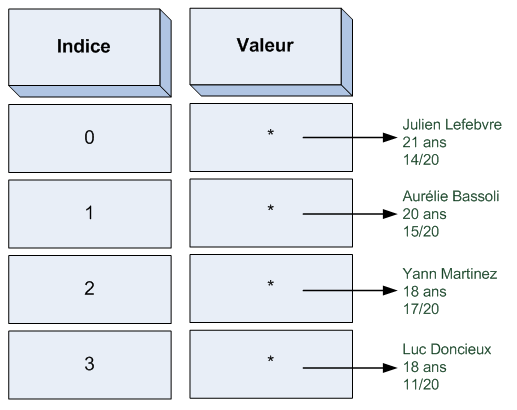 Indice
Valeur
0
*
Julien Lefebvre
21 ans
14/20
1
*
Aurélie Bassoli
20 ans
15/20
2
*
Yann Martinez
18 ans
17/20
3
*
Luc Doncieux
18 ans
11/20